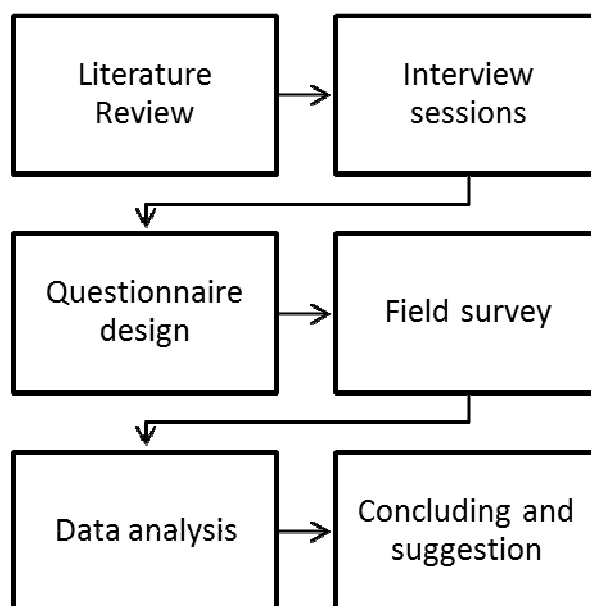 Literature
Review
Interview
sessions
Questionnaire
design
Field survey
Data analysis
Concluding and
suggestion